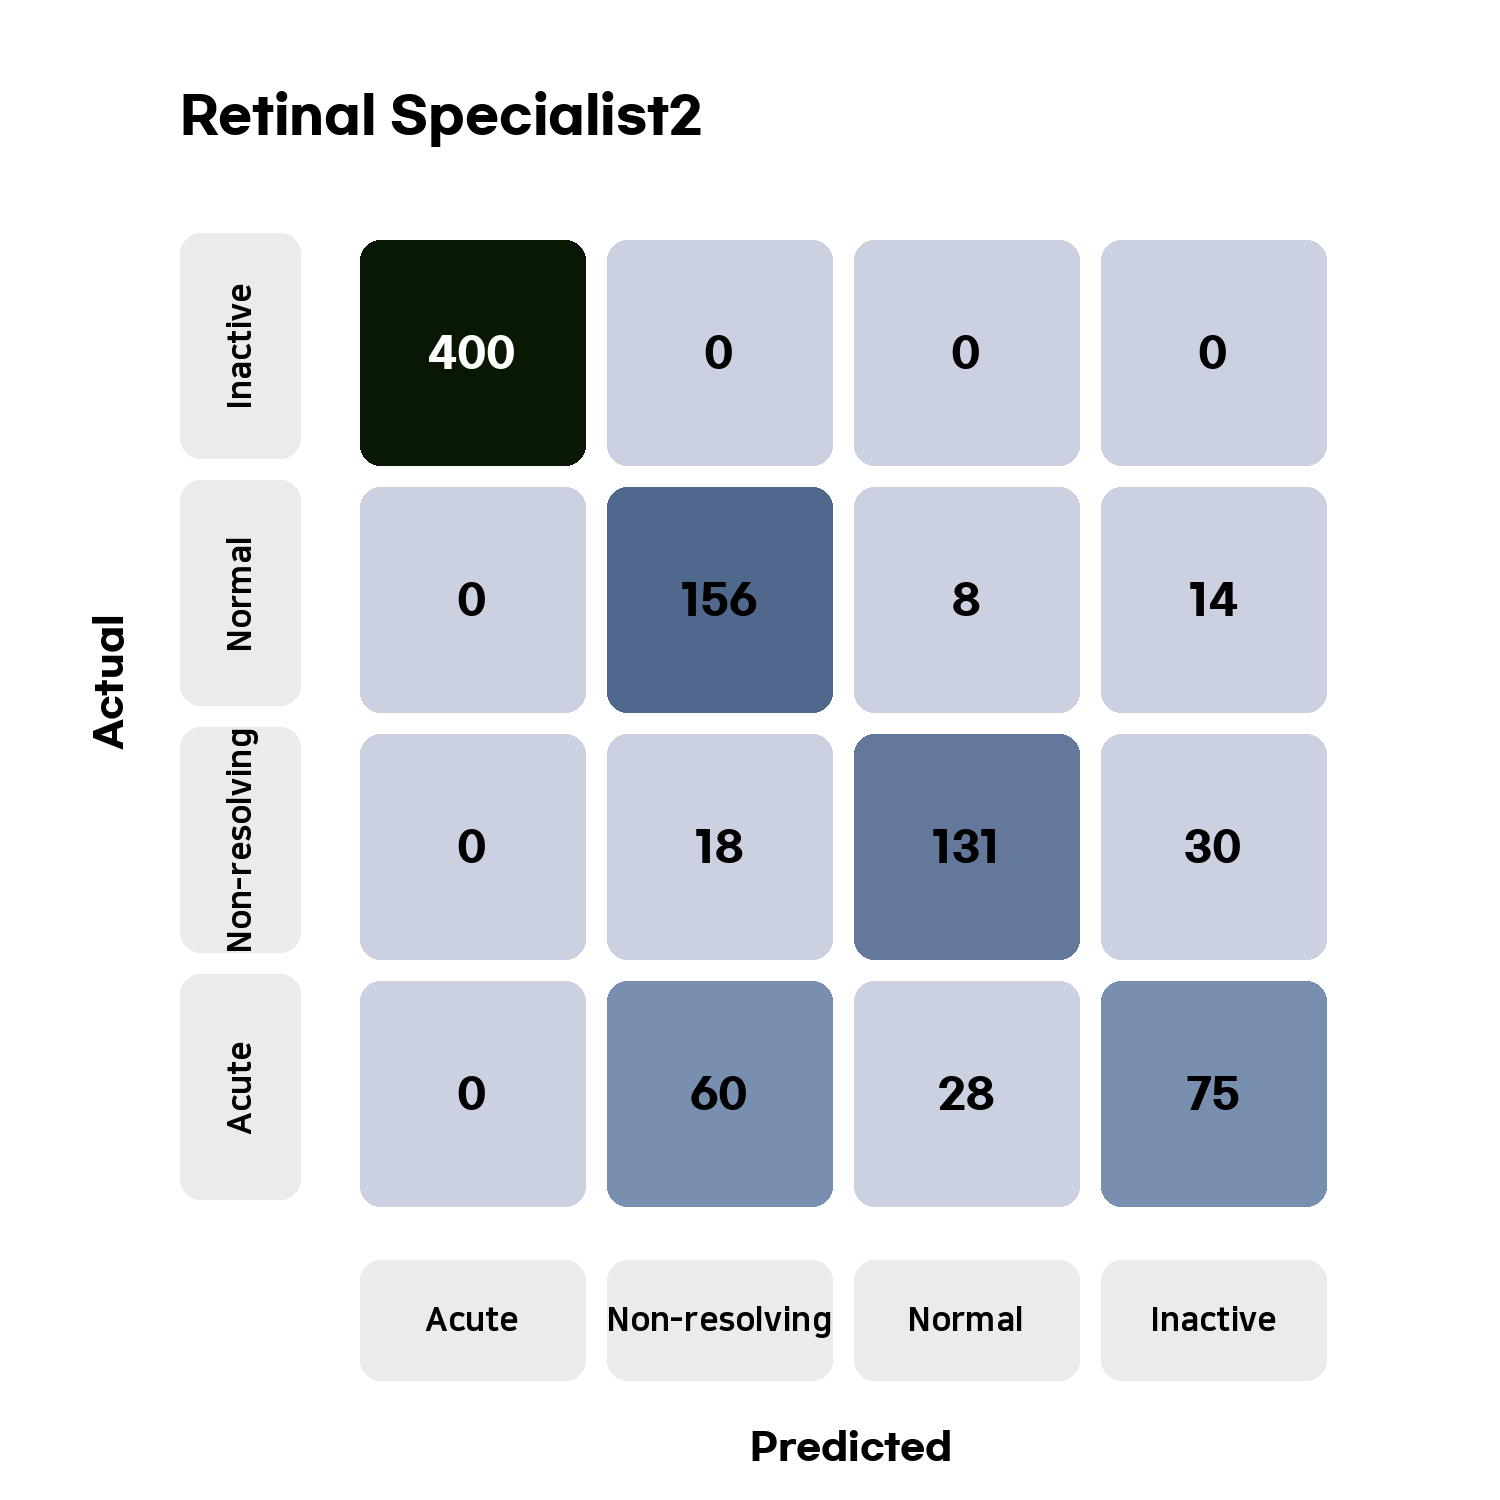 Retinal Specialist2
Actual
Inactive
400 0 0 0
Normal
0 156 8 14
Non-resolving
0 18 131 30
Acute
0 60 28 75
Acute Non-resolving Normal Inactive
Predicted